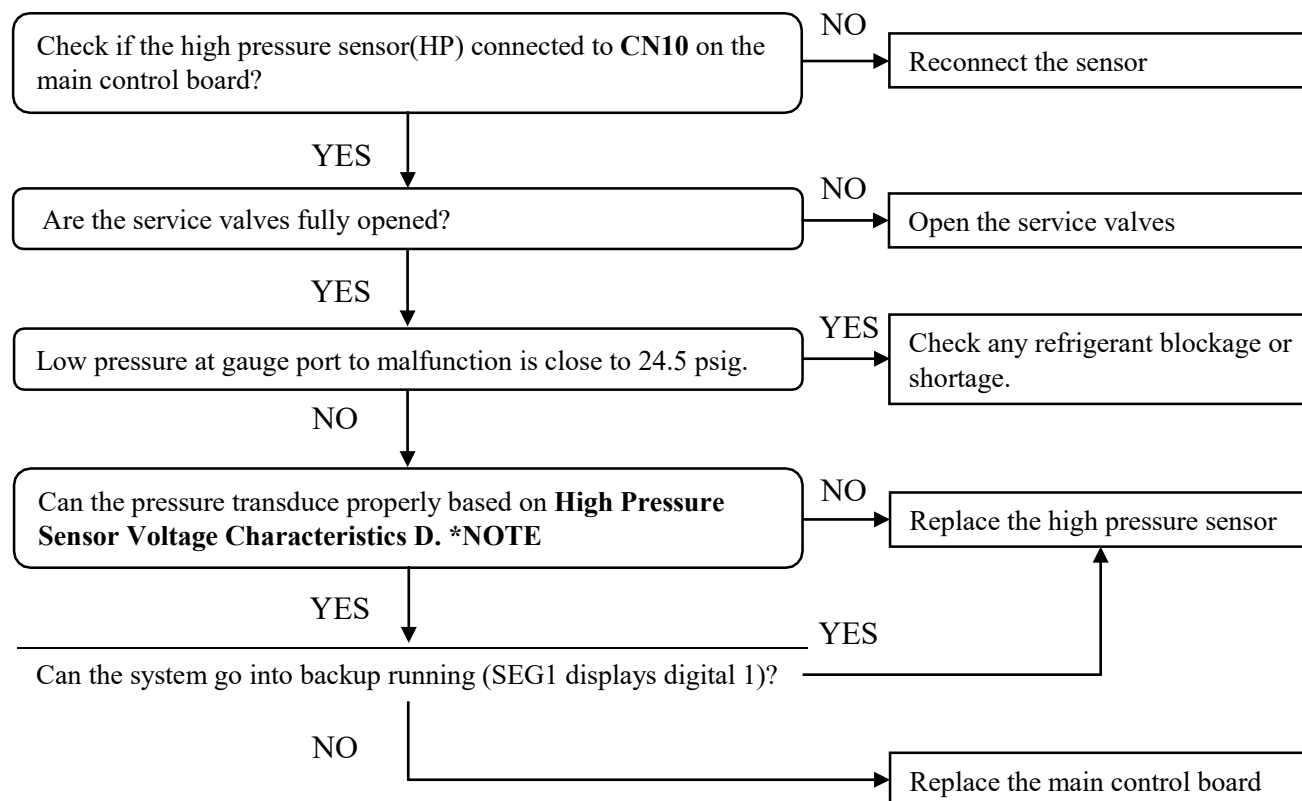 Check if the high pressure sensor(HP) connected to CN10 on the
main control board?
NO
Reconnect the sensor
YES
Are the service valves fully opened?
NO
Open the service valves
YES
Low pressure at gauge port to malfunction is close to 24.5 psig.
YES
Check any refrigerant blockage or
shortage.
NO
Can the pressure transduce properly based on High Pressure
Sensor Voltage Characteristics D. *NOTE
NO
Replace the high pressure sensor
YES
Can the system go into backup running (SEG1 displays digital 1)?
YES
NO
Replace the main control board